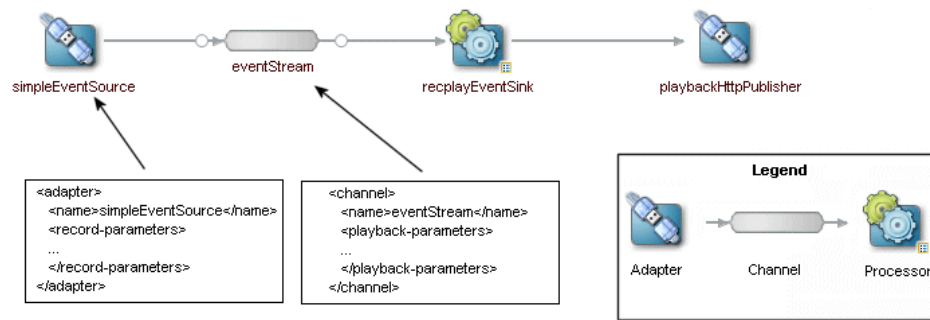 simpleEventSource
eventStream
recplayEventSink
playbackHttpPublisher
<adapter>
<name>simpleEventSource</name>
<record-parameters>
...
</record-parameters>
</adapter>
<channel>
<name>eventStream</name>
<playback-parameters>
...
</playback-parameters>
</channel>
Legend
Adapter
Channel
Processor